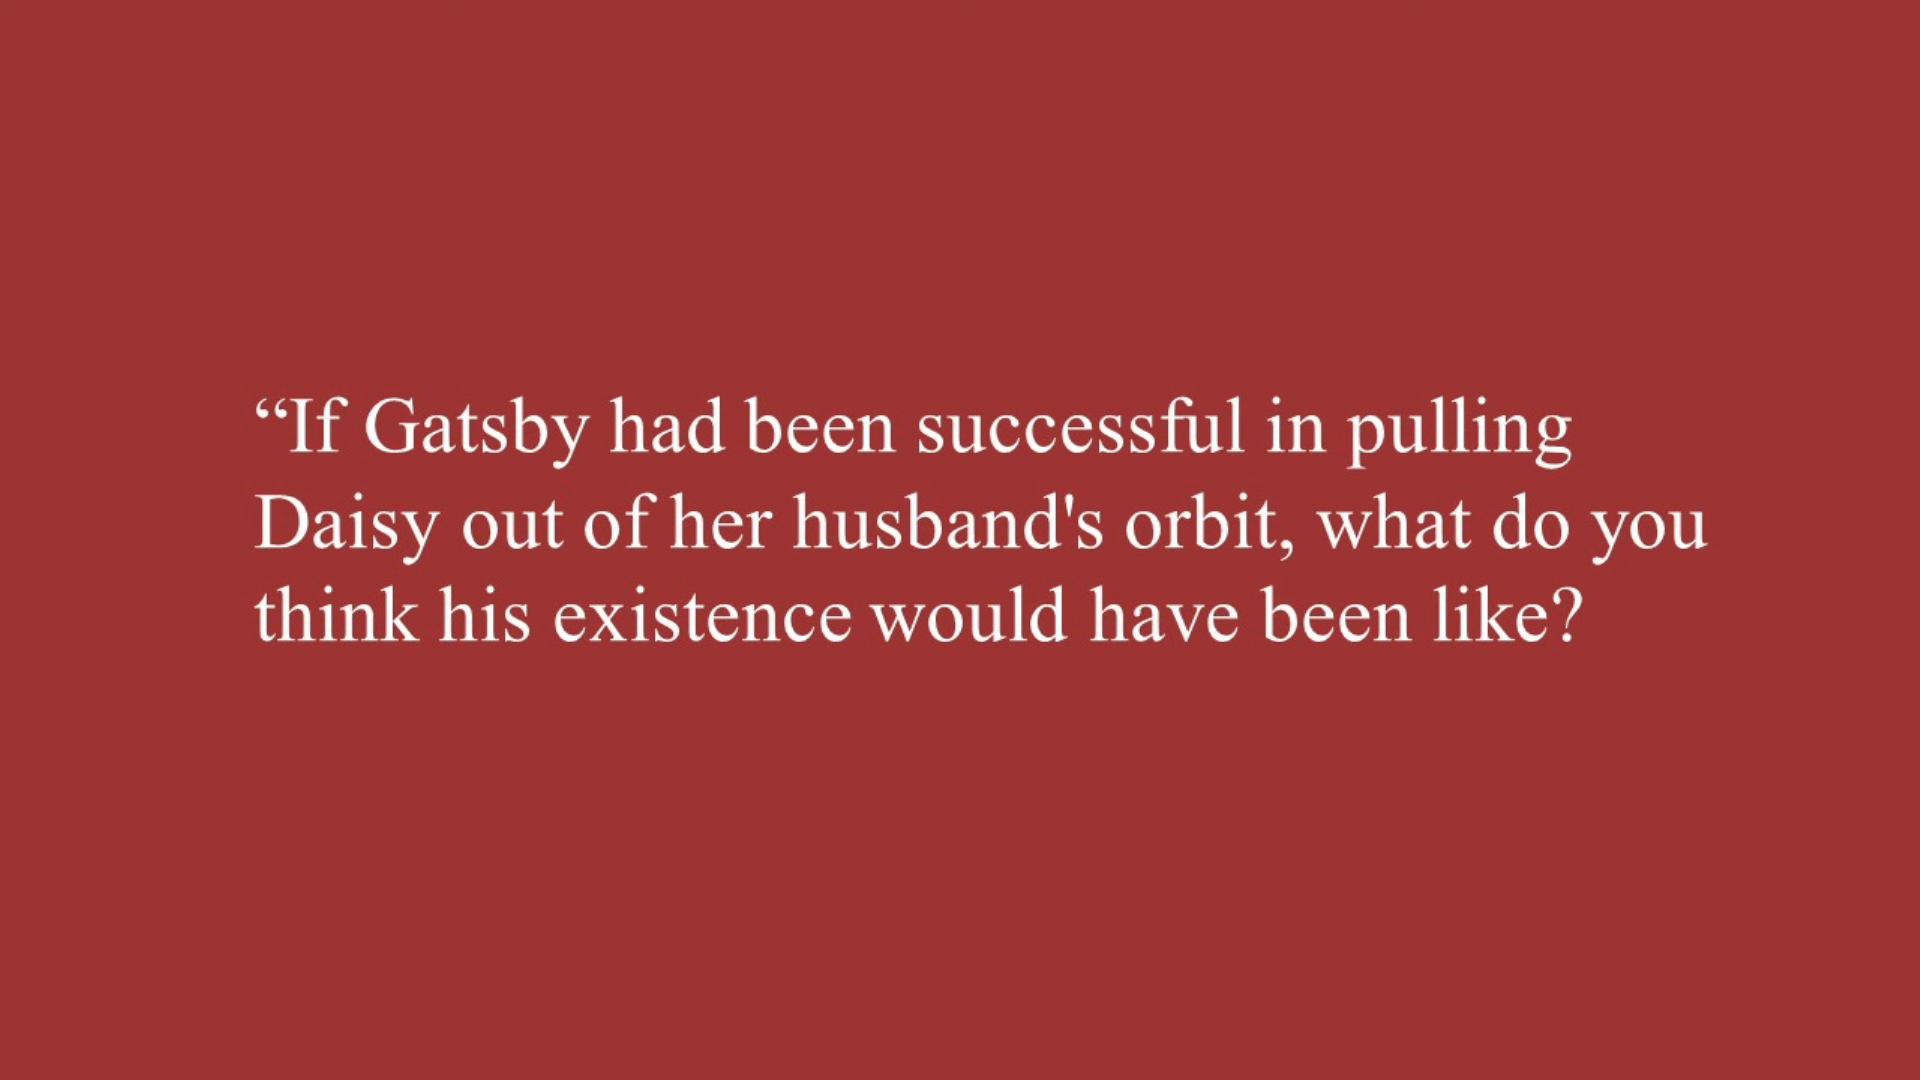 “If Gatsby had been successful in pulling
Daisy out of her husband's orbit, what do you
think his existence would have been like?